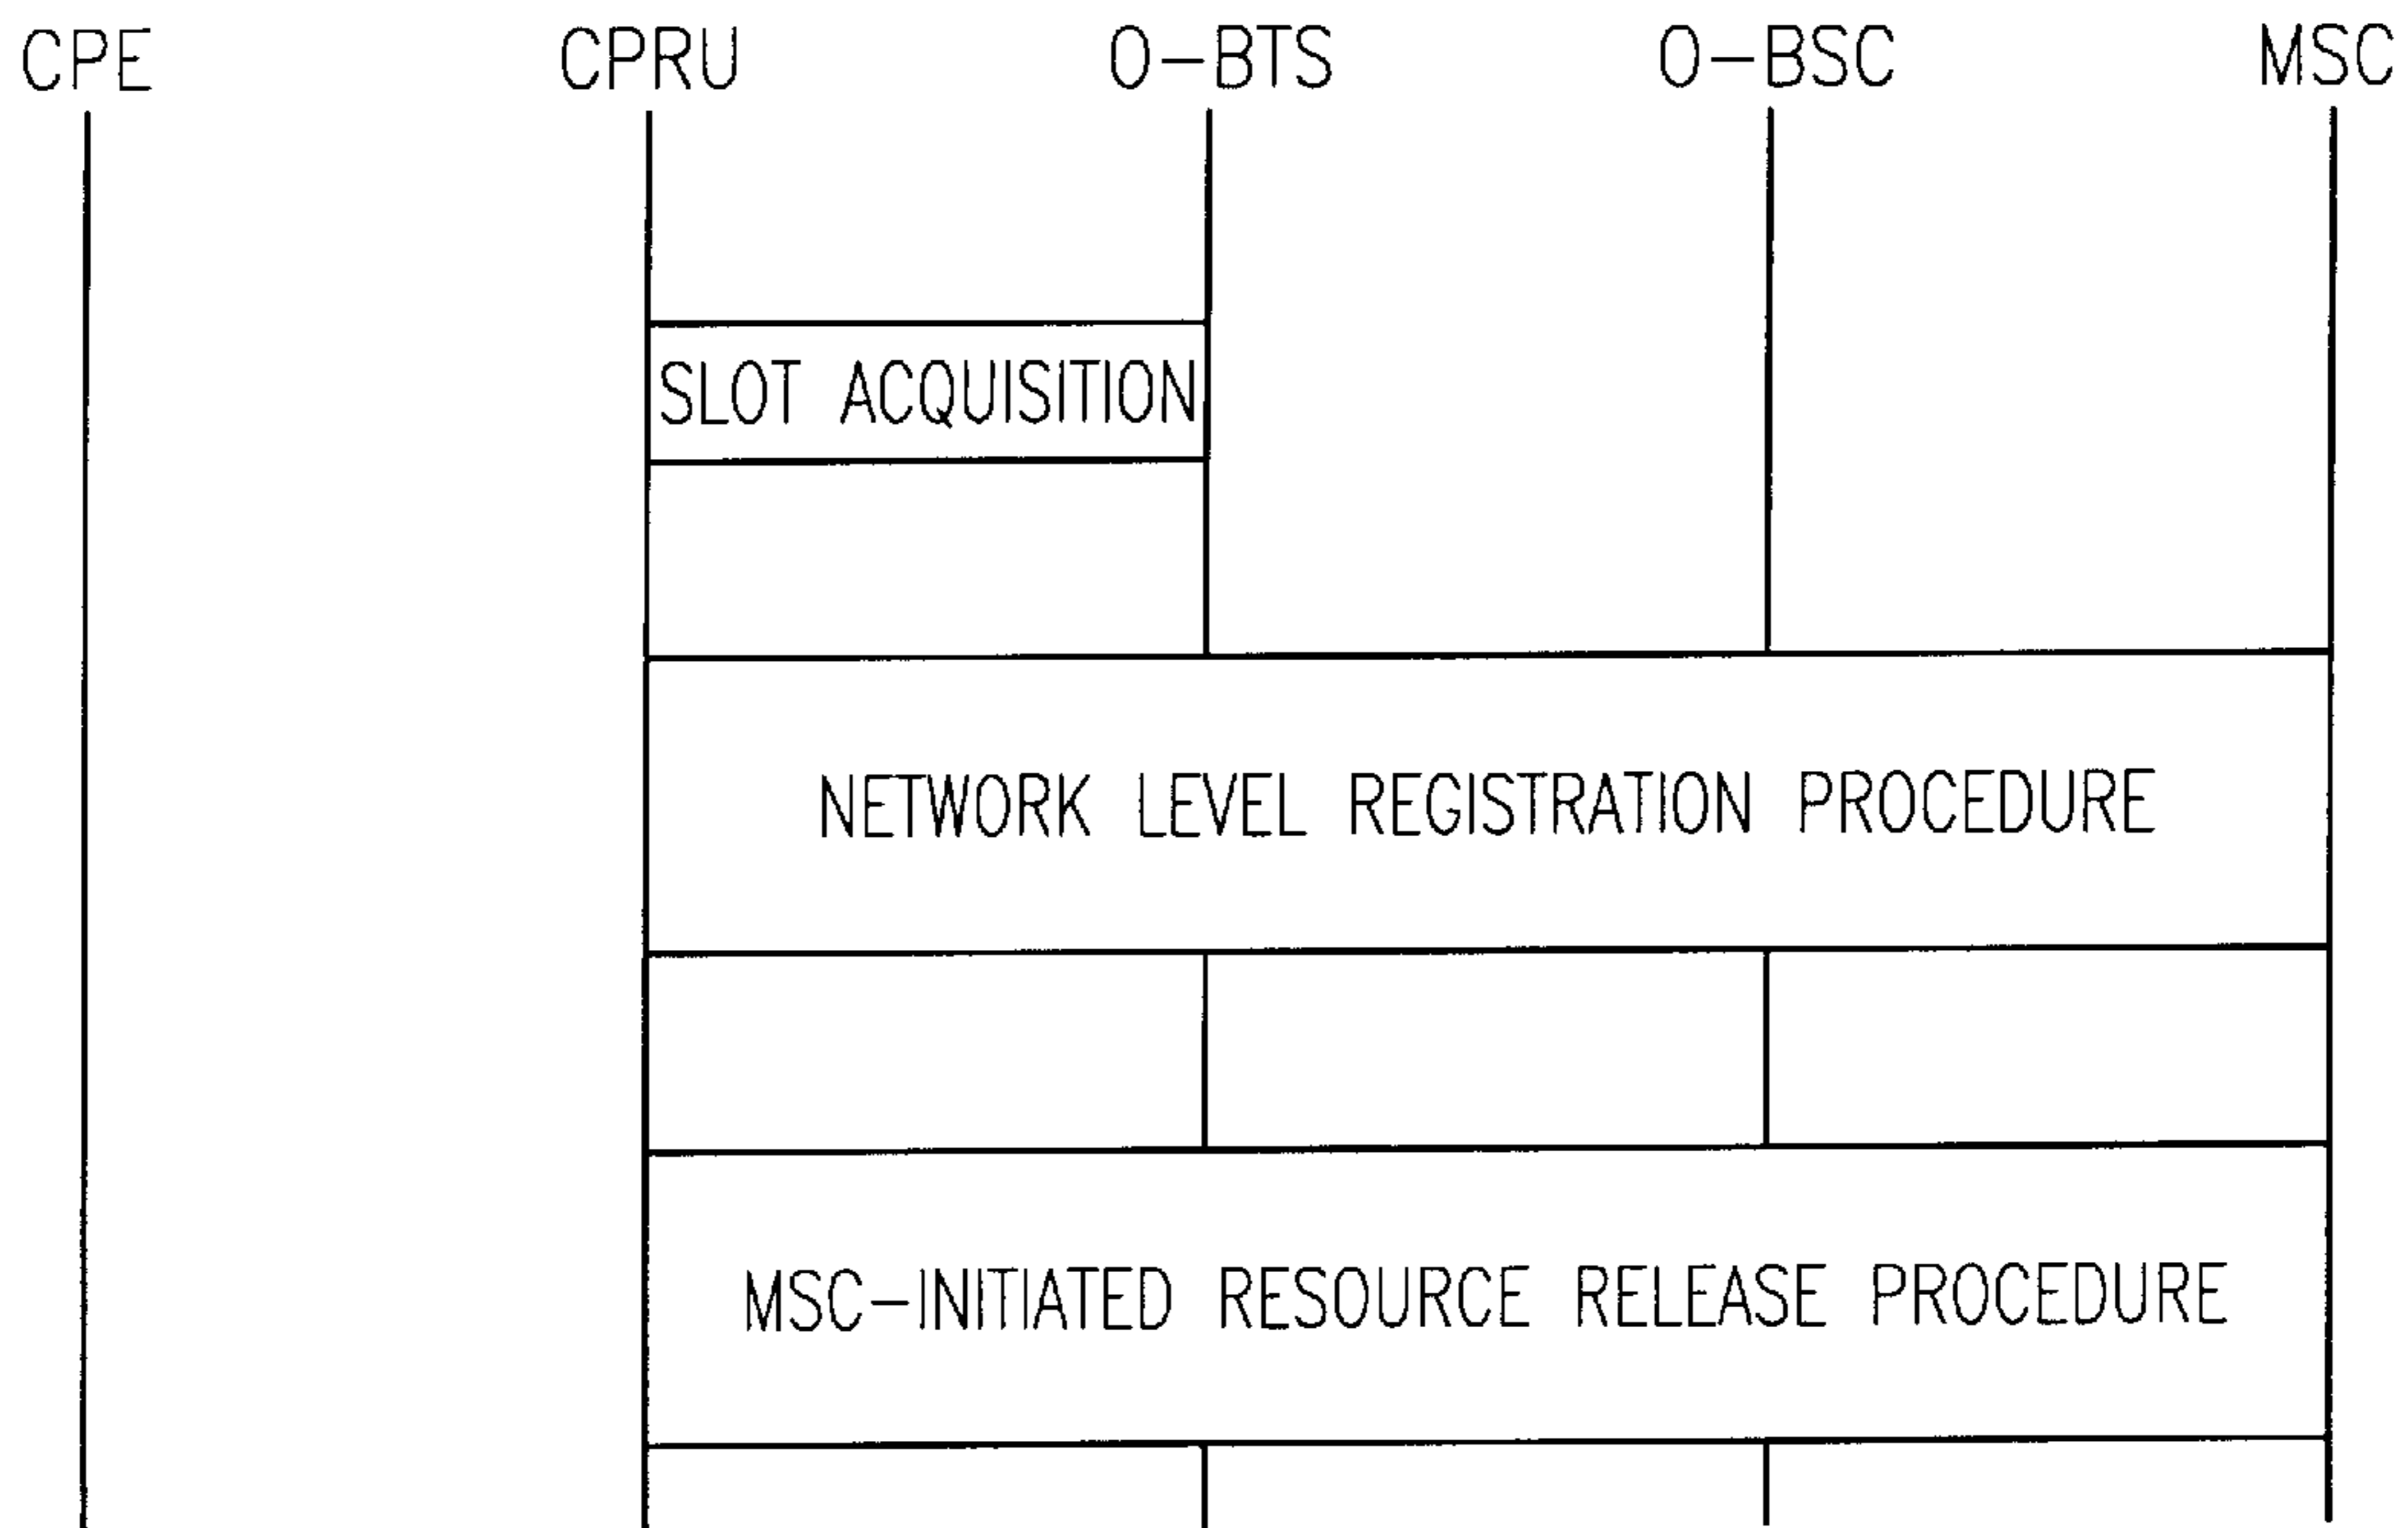 CPE CPRU O-BTS O-BSC MSC
SLOT ACQUISITION
NETWORK LEVEL REGISTRATION PROCEDURE
MSC-INITIATED RESOURCE RELEASE PROCEDURE